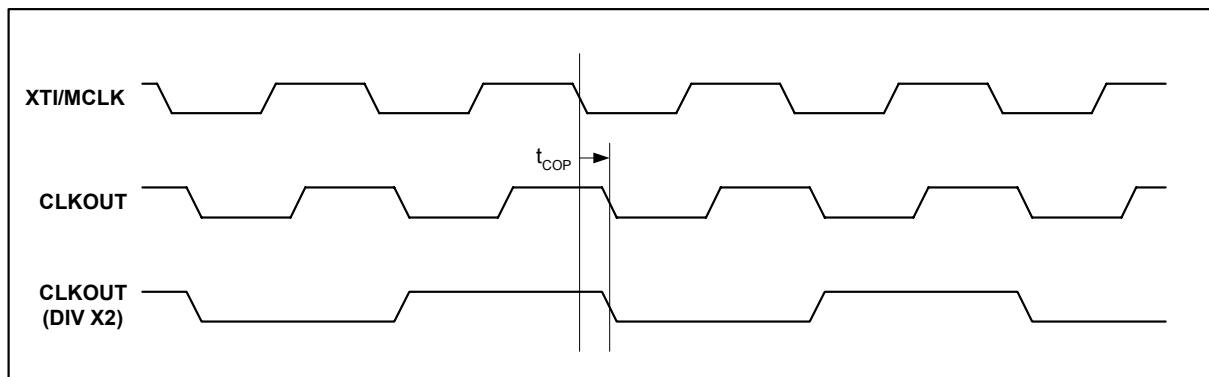 XTI/MCLK
tCOP
CLKOUT
CLKOUT
(DIV X2)